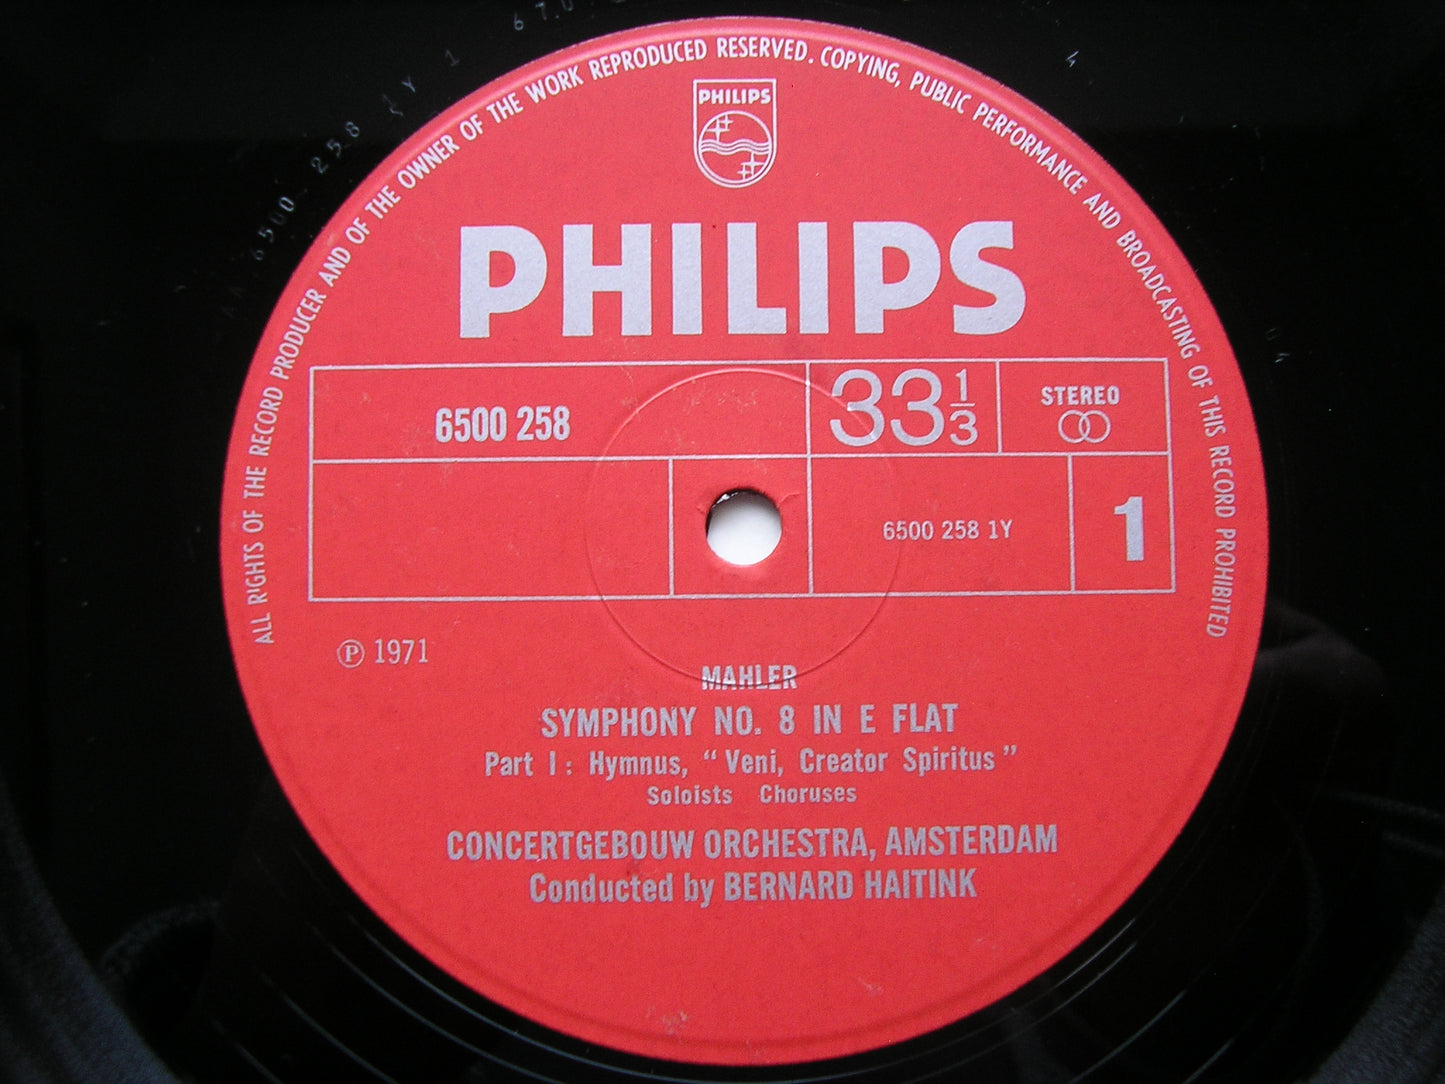 ALL RIGHTS OF THE RECORD PRODUCER AND OF THE OWNER OF THE WORK REPRODUCED RESERVED. COPYING, PUBLIC PERFORMANCE AND BROADCASTING OF THIS RECORD PROHIBITED
PHILIPS
PHILIPS
6500 258
33 1/3
STEREO
6500 258 1Y
1
Ⓟ 1971
MAHLER
SYMPHONY NO. 8 IN E FLAT
Part I : Hymnus, “Veni, Creator Spiritus”
Soloists Choruses
CONCERTGEBOUW ORCHESTRA, AMSTERDAM
Conducted by BERNARD HAITINK